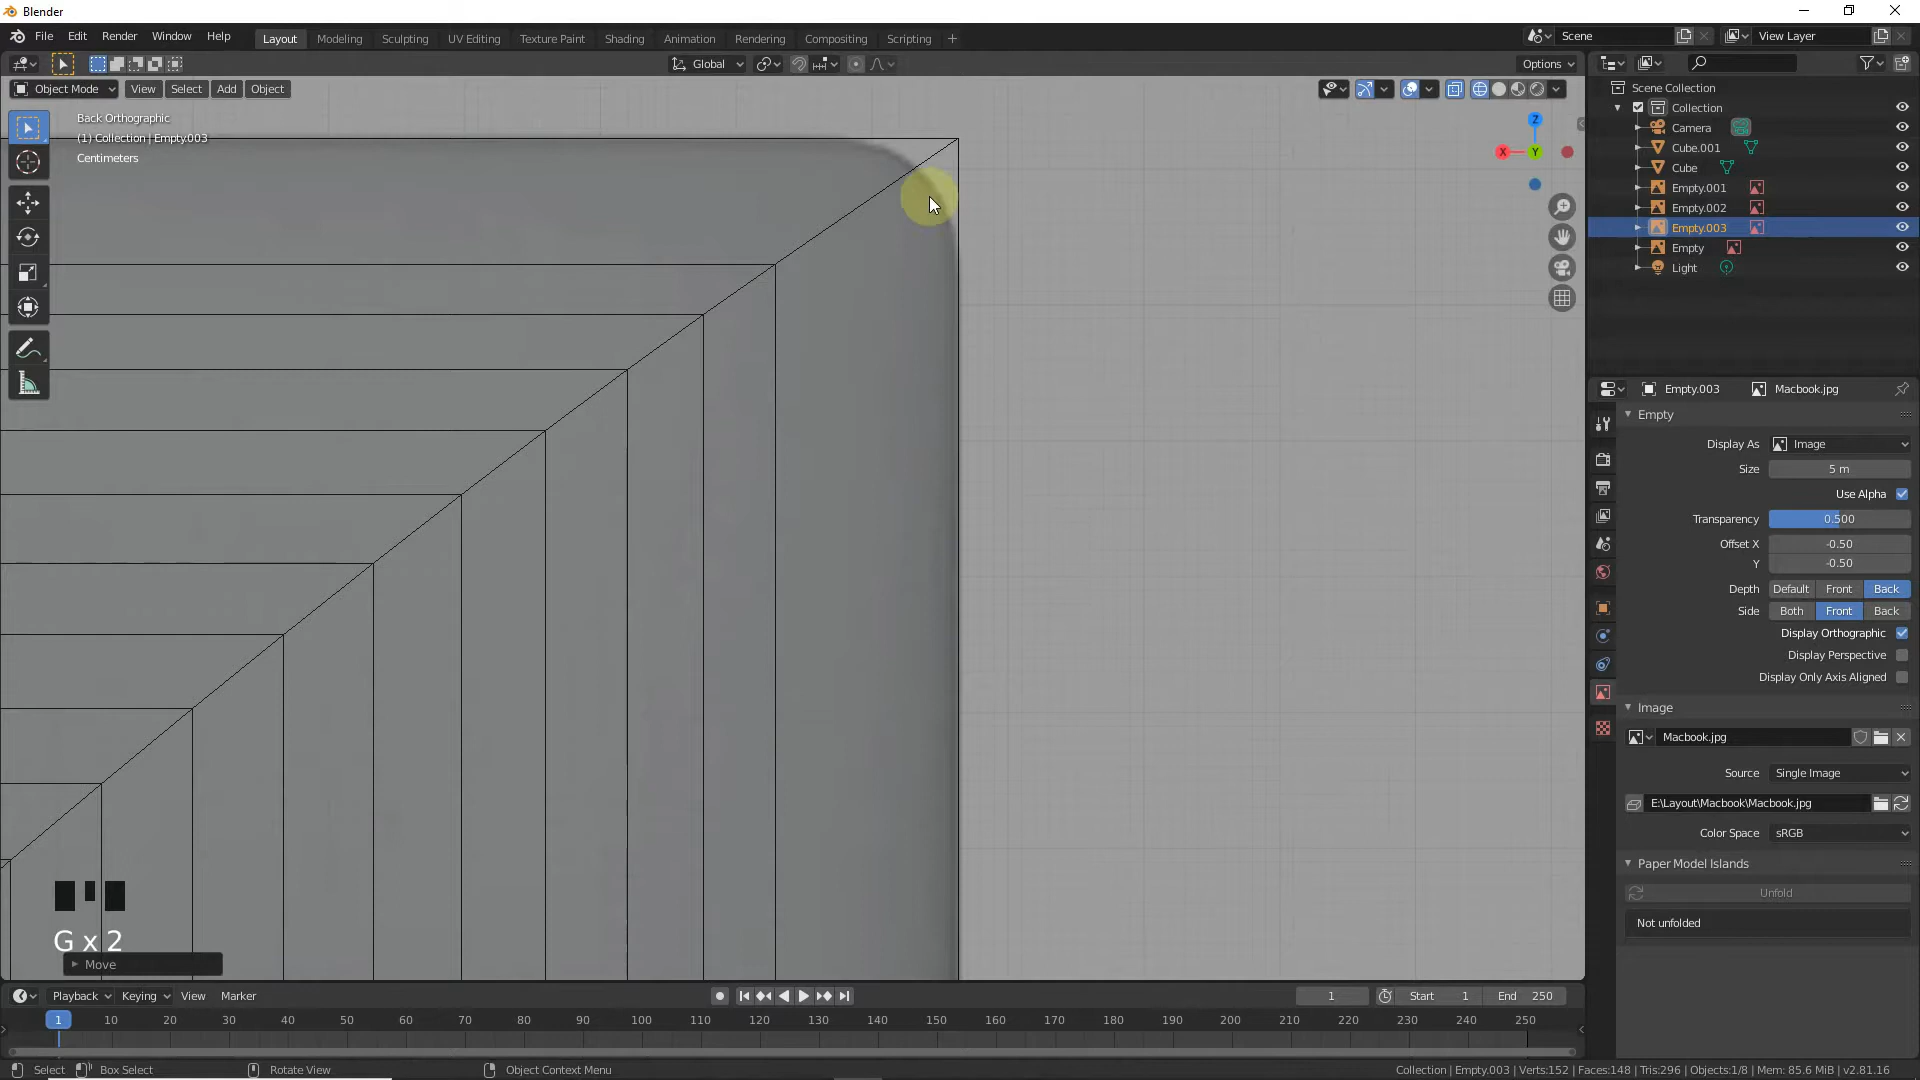 Blender
File Edit Render Window Help
Layout Modeling Sculpting UV Editing Texture Paint Shading Animation Rendering Compositing Scripting +
Scene
View Layer
Global
Options
Object Mode View Select Add Object
Back Orthographic
(1) Collection | Empty.003
Centimeters
Z
X
Y
Scene Collection
Collection
Camera
Cube.001
Cube
Empty.001
Empty.002
Empty.003
Empty
Light
Empty.003 Macbook.jpg
Empty
Display As Image
Size 5 m
Use Alpha
Transparency 0.500
Offset X -0.50
Y -0.50
Depth Default Front Back
Side Both Front Back
Display Orthographic
Display Perspective
Display Only Axis Aligned
Image
Macbook.jpg
Source Single Image
E:\Layout\Macbook\Macbook.jpg
Color Space sRGB
Paper Model Islands
Unfold
Not unfolded
G x 2
Move
Playback Keying View Marker
1 Start 1 End 250
1 10 20 30 40 50 60 70 80 90 100 110 120 130 140 150 160 170 180 190 200 210 220 230 240 250
Select Box Select Rotate View Object Context Menu
Collection | Empty.003 | Verts:152 | Faces:148 | Tris:296 | Objects:1/8 | Mem: 85.6 MiB | v2.81.16